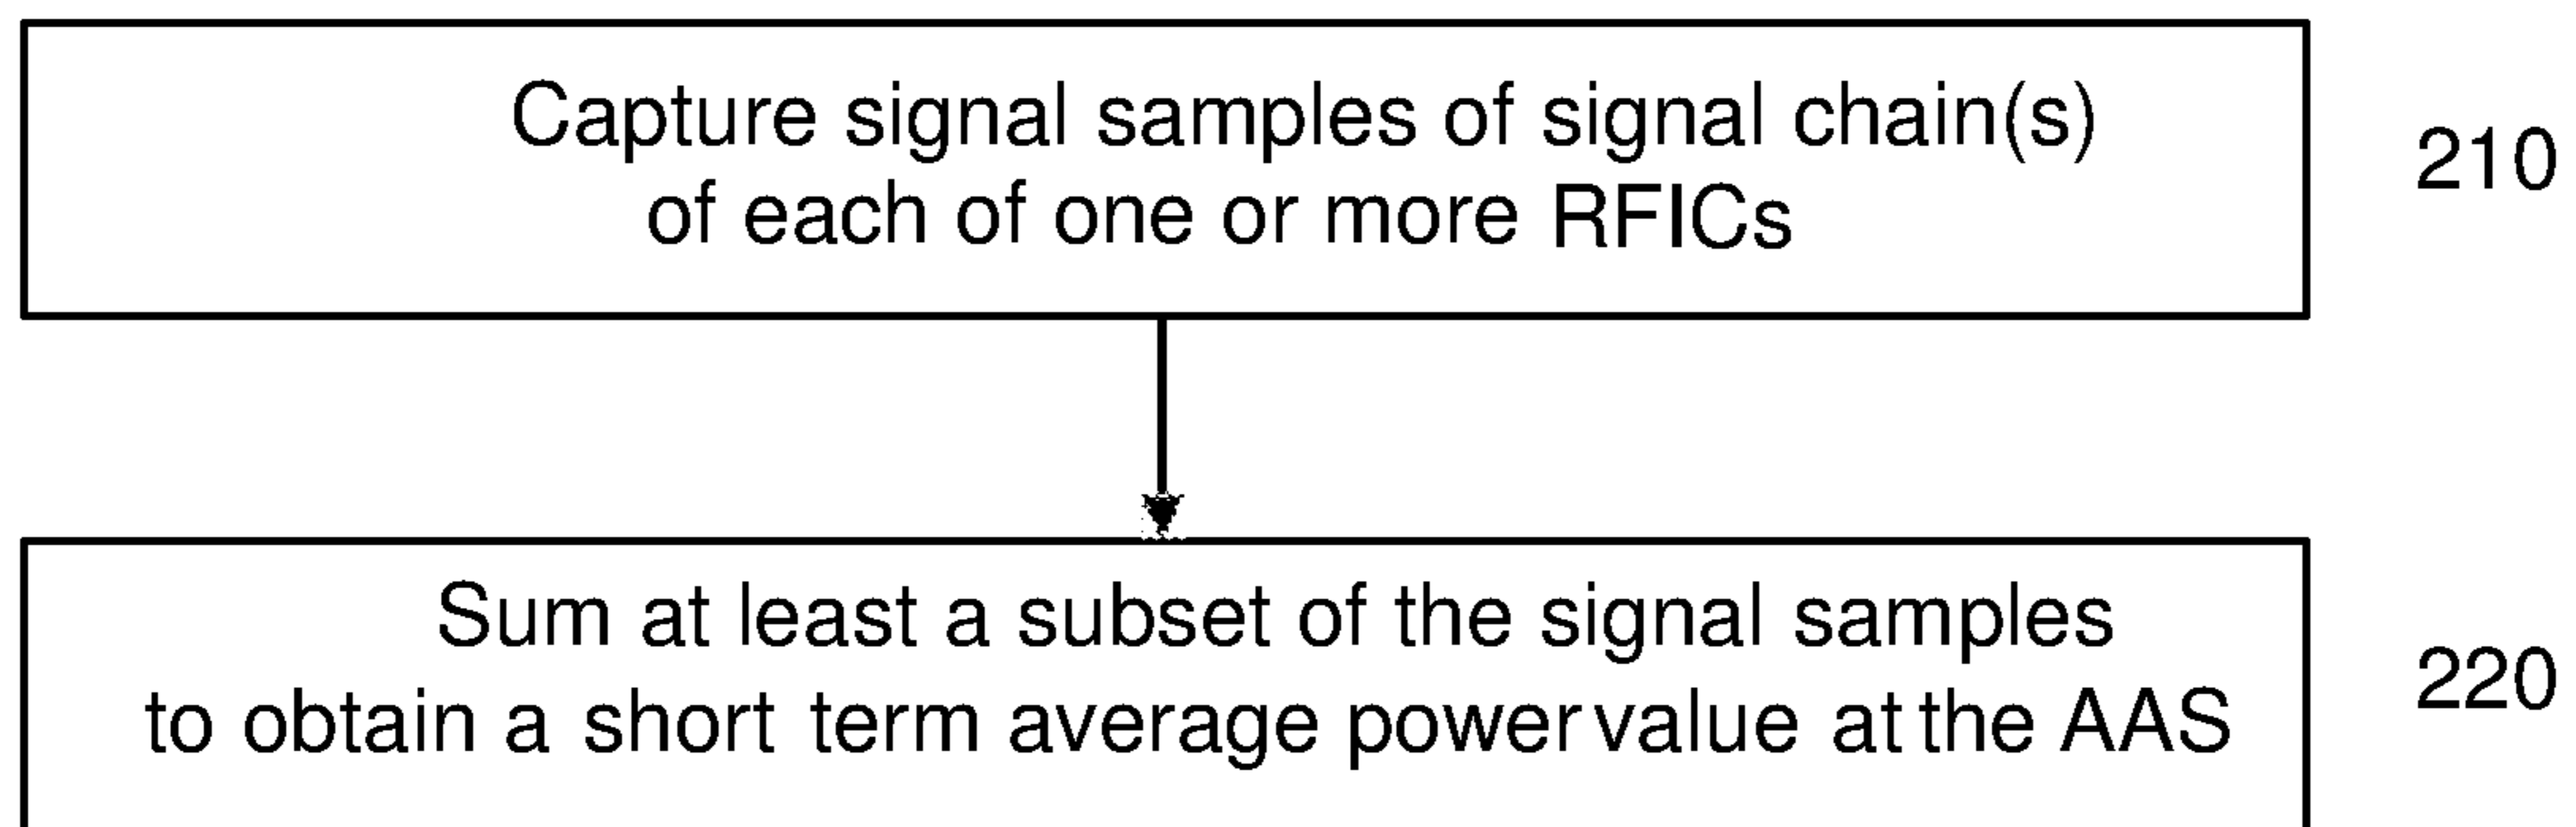 Capture signal samples of signal chain(s)
of each of one or more RFICs
210
Sum at least a subset of the signal samples
to obtain a short term average power value at the AAS
220